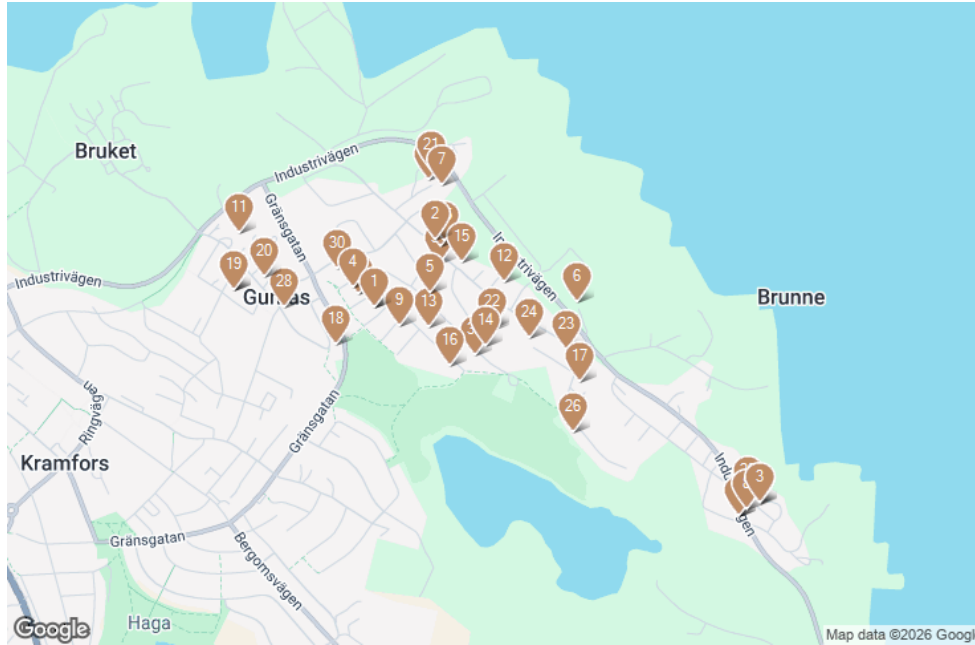 21
7
Bruket
Industrivägen
11
Gränsgatan
2
15
30
20
12
4
19
5
Industrivägen
6
Industrivägen
28
1
Brunne
9
13
22
24
18
14
23
16
17
Ringvägen
Gränsgatan
26
Kramfors
3
8
Gränsgatan
Bergomsvägen
Haga
Google
Map data ©2026 Googl